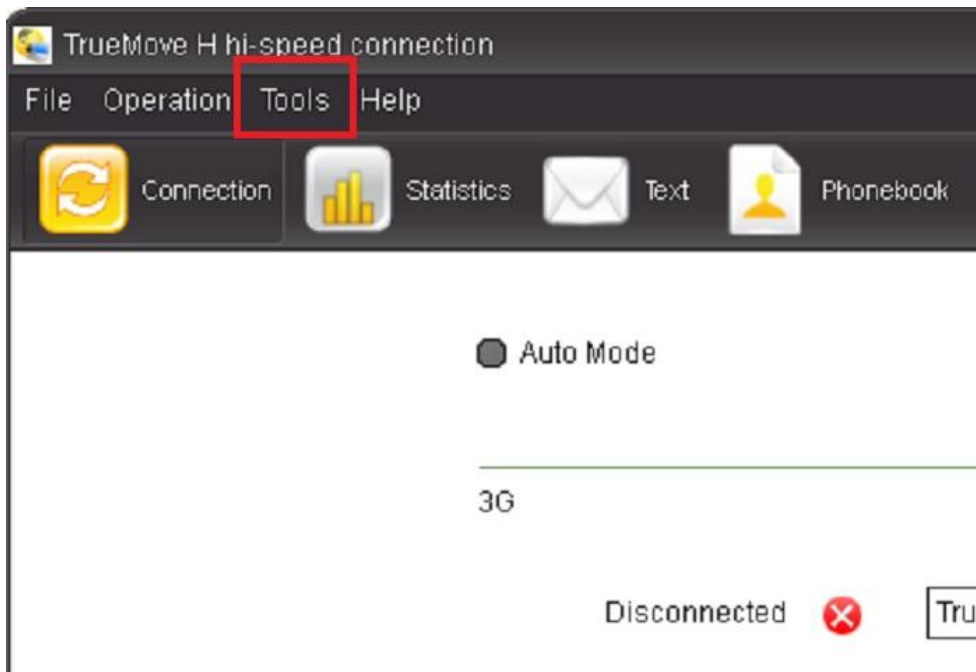 TrueMove H hi-speed connection
File Operation Tools Help
Connection Statistics Text Phonebook
Auto Mode
3G
Disconnected Tru